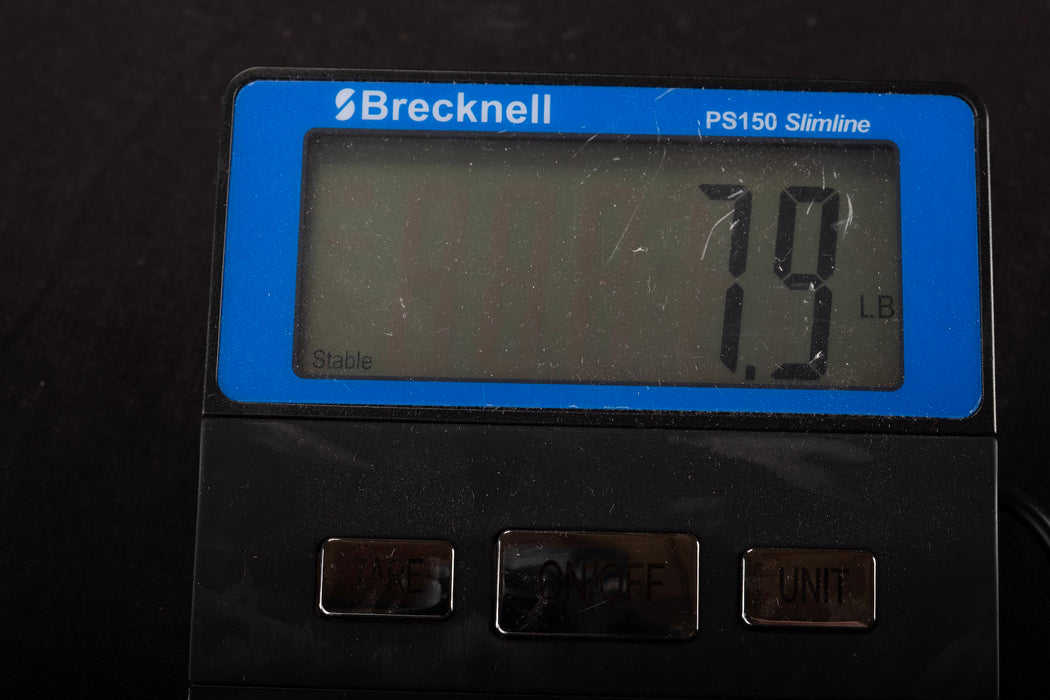 Brecknell
PS150 Slimline
7.9
LB
Stable
TARE
ON/OFF
UNIT